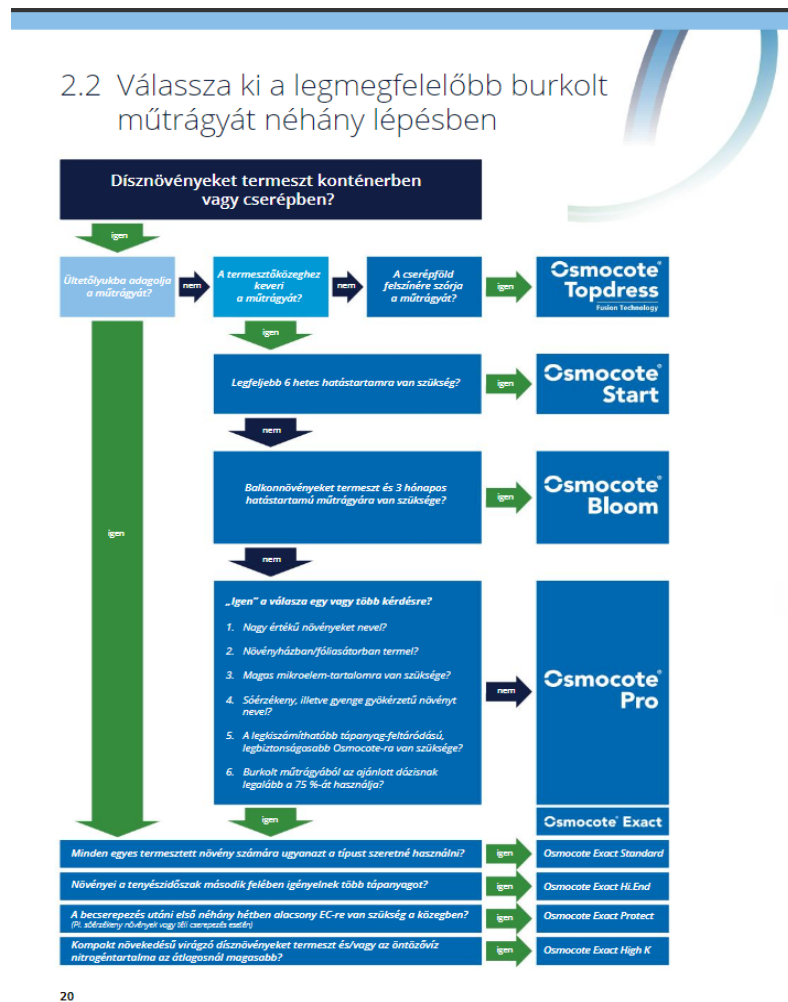 2.2 Válassza ki a legmegfelelőbb burkolt
műtrágyát néhány lépésben
Dísznövényeket termeszt konténerben
vagy cserépben?
igen
Ültetőlyukba adagolja
a műtrágyát?
nem
A termesztőközeghez
keveri
a műtrágyát?
nem
A cserépföld
felszínére szórja
a műtrágyát?
igen
Osmocote®
Topdress
Fusion Technology
igen
Legfeljebb 6 hetes hatástartamra van szükség?
igen
Osmocote®
Start
nem
Balkonnövényeket termeszt és 3 hónapos
hatástartamú műtrágyára van szüksége?
igen
Osmocote®
Bloom
igen
nem
„Igen” a válasza egy vagy több kérdésre?
1. Nagy értékű növényeket nevel?
2. Növényházban/fóliasátorban termel?
3. Magas mikroelem-tartalomra van szüksége?
4. Sóérzékeny, illetve gyenge gyökérzetű növényt
nevel?
5. A legkiszámíthatóbb tápanyag-feltáródású,
legbiztonságasabb Osmocote-ra van szüksége?
6. Burkolt műtrágyából az ajánlott dózisnak
legalább a 75 %-át használja?
nem
Osmocote®
Pro
igen
Osmocote® Exact
Minden egyes termesztett növény számára ugyanazt a típust szeretné használni?
igen
Osmocote Exact Standard
Növényei a tenyészidőszak második felében igényelnek több tápanyagot?
igen
Osmocote Exact Hi.End
A becserepezés utáni első néhány hétben alacsony EC-re van szükség a közegben?
(Pl. sóérzékeny növények vagy téli cserepezés esetén)
igen
Osmocote Exact Protect
Kompakt növekedésű virágzó dísznövényeket termeszt és/vagy az öntözővíz
nitrogéntartalma az átlagosnál magasabb?
igen
Osmocote Exact High K
20